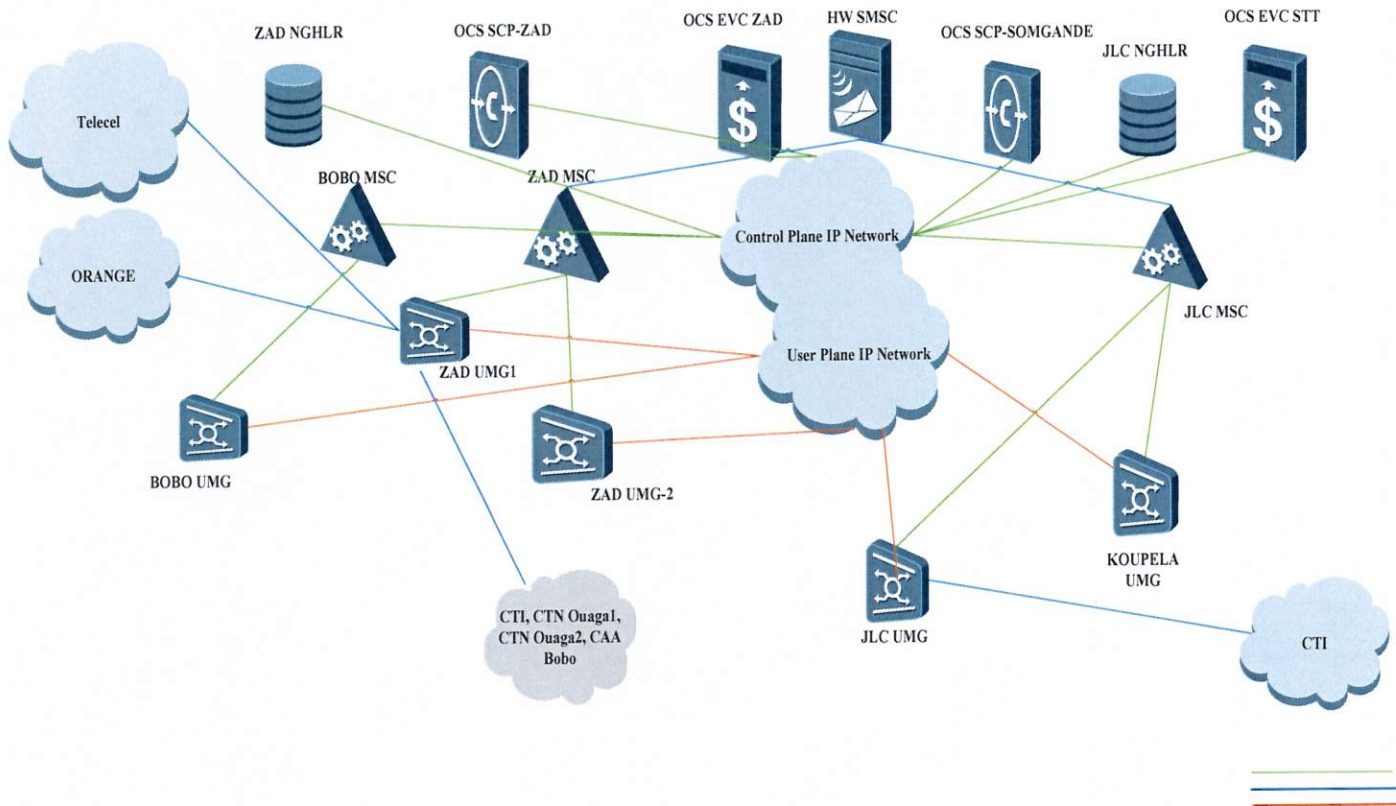 ZAD NGHLR
OCS SCP-ZAD
OCS EVC ZAD
HW SMSC
OCS SCP-SOMGANDE
JLC NGHLR
OCS EVC STT
Telecel
BOBO MSC
ZAD MSC
$
$
ORANGE
Control Plane IP Network
JLC MSC
User Plane IP Network
ZAD UMG1
BOBO UMG
ZAD UMG-2
KOUPELA
UMG
CTI, CTN Ouaga1,
CTN Ouaga2, CAA
Bobo
JLC UMG
CTI